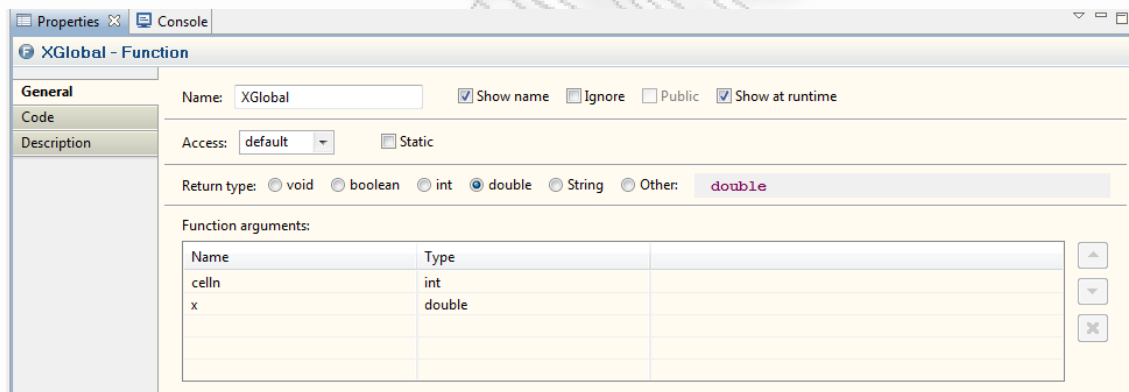 Properties Console
XGlobal - Function
General
Name: XGlobal Show name Ignore Public Show at runtime
Code
Access: default Static
Description
Return type: void boolean int double String Other: double
Function arguments:
Name Type
celln int
x double